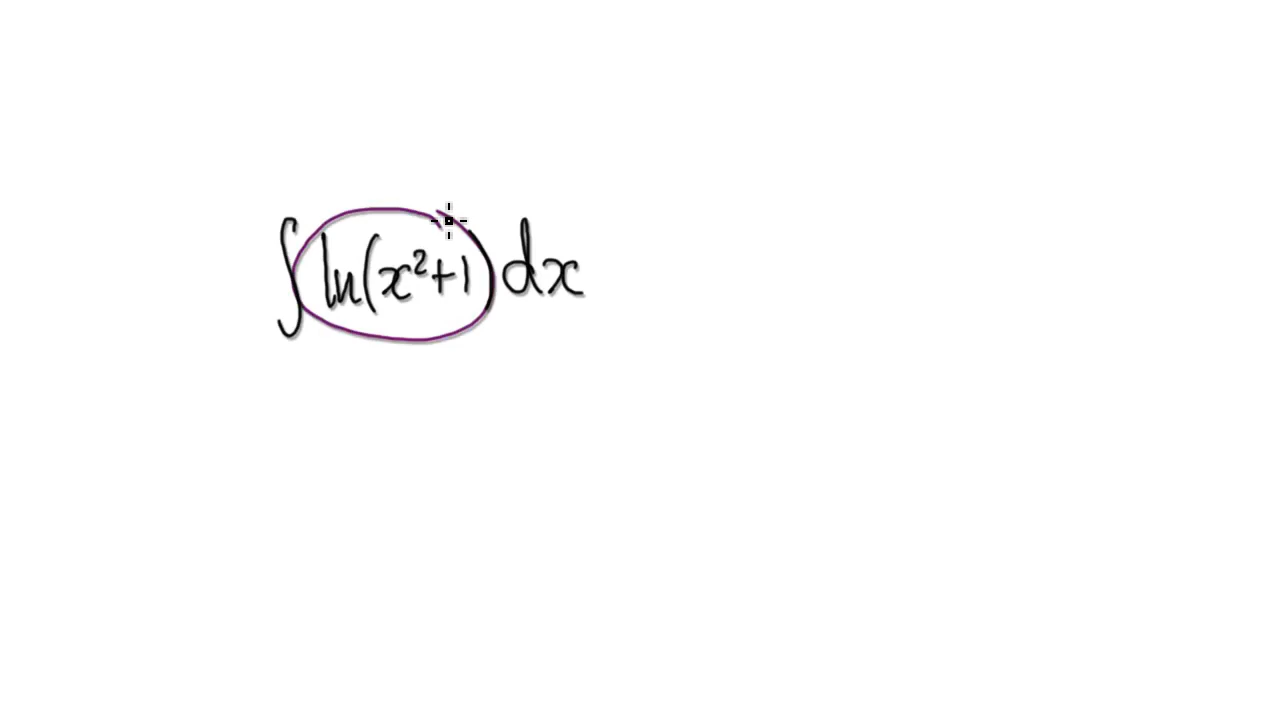 ∫ ln(x²+1) dx